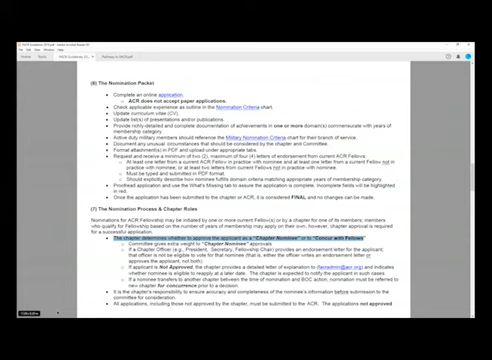 Home Tools
(6) The Nomination Packet
Complete an online application.
ACR does not accept paper applications.
Check applicable experience as outline in the Nomination Criteria chart
Update curriculum vitae (CV).
Update list(s) of presentations and/or publications.
Provide richly-detailed and complete documentation of achievements in one or more domain(s) commensurate with years of
membership category.
Active duty military members should reference the Military Nomination Criteria chart for their branch of service.
Document any unusual circumstances that should be considered by the chapter and Committee.
Format attachment(s) in PDF and upload under appropriate tabs.
Request and receive a minimum of two (2), maximum of four (4) letters of endorsement from current ACR Fellows.
At least one letter from a current ACR Fellow in practice with nominee and at least one letter from a current Fellow not in
practice with nominee, or at least two letters from current Fellows not in practice with nominee.
Must be typed and submitted in PDF format.
Should explicitly describe how nominee fulfills domain criteria matching appropriate years of membership category.
Proofread application and use the What's Missing tab to assure the application is complete. Incomplete fields will be highlighted
in red.
Once the application has been submitted to the chapter or ACR, it is considered FINAL and no changes can be made.
(7) The Nomination Process & Chapter Roles
Nominations for ACR Fellowship may be initiated by one or more current Fellow(s) or by a chapter for one of its members; members
who qualify for Fellowship based on the number of years of membership may apply on their own, however, chapter approval is
required for a successful application.
The chapter determines whether to approve the applicant as a "Chapter Nominee" or to "Concur with Fellows"
Committee gives extra weight to "Chapter Nominee" approvals
If a Chapter Officer (e.g., President, Secretary, Fellowship Chair) provides an endorsement letter for the applicant,
that officer is not to be eligible to vote for that nominee (that is, either the officer writes an endorsement letter or
approves the applicant, not both).
If applicant is Not Approved, the chapter provides a detailed letter of explanation to and indicates
whether nominee is eligible to reapply at a later date. The chapter is expected to notify the applicant in such cases.
If a nominee transfers to another chapter between the time of nomination and BCC action, nomination must be referred to
new chapter for concurrence prior to a decision.
It is the chapter's responsibility to ensure accuracy and completeness of the nominee's information before submission to the
committee for consideration.
All applications, including those not approved by the chapter, must be submitted to the ACR. The applications not approved